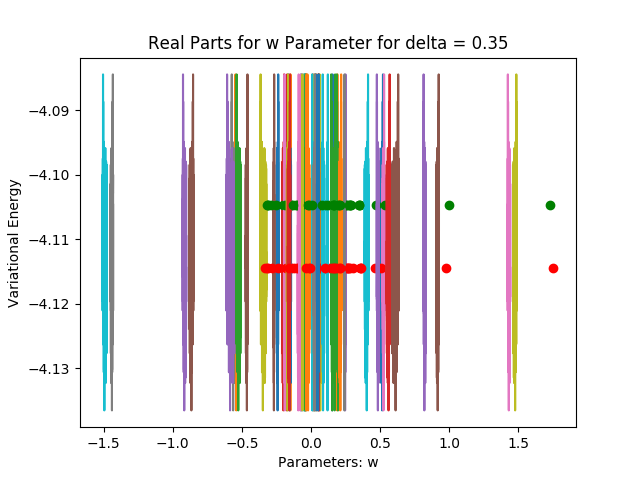 Real Parts for w Parameter for delta = 0.35
Variational Energy
−4.09
−4.10
−4.11
−4.12
−4.13
−1.5 −1.0 −0.5 0.0 0.5 1.0 1.5
Parameters: w